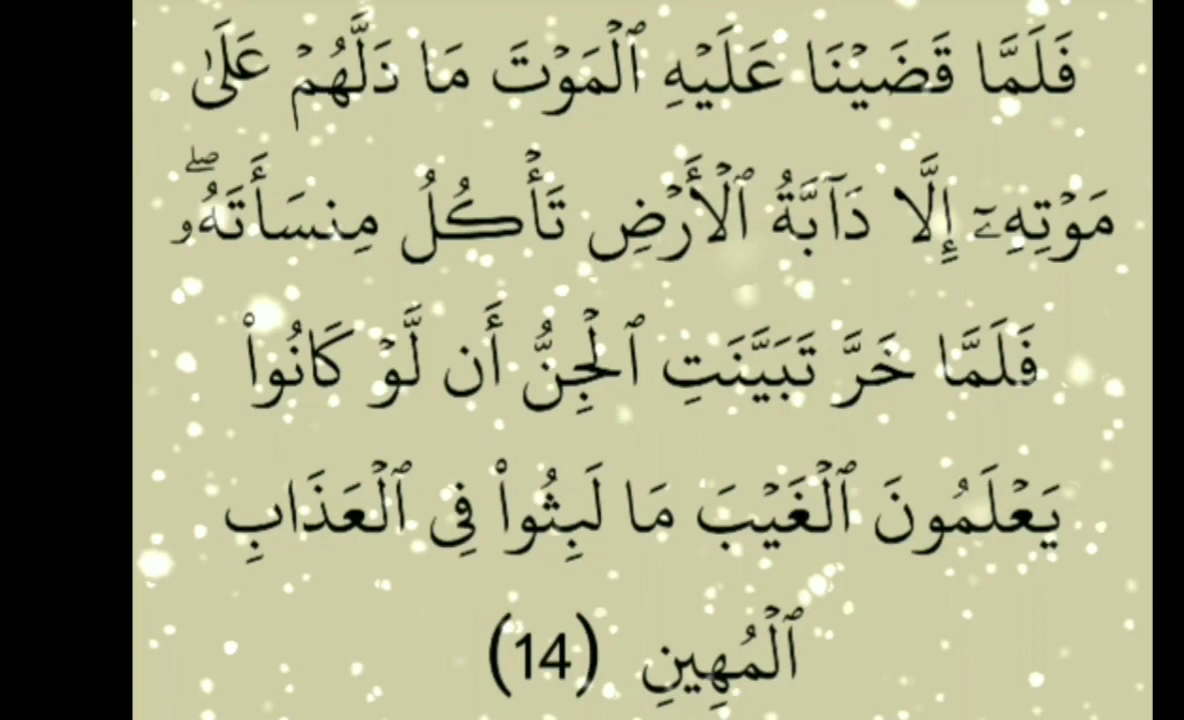 فَلَمَّا قَضَيۡنَا عَلَيۡهِ ٱلۡمَوۡتَ مَا دَلَّهُمۡ عَلَىٰ
مَوۡتِهِۦٓ إِلَّا دَآبَّةُ ٱلۡأَرۡضِ تَأۡكُلُ مِنسَأَتَهُۥۖ
فَلَمَّا خَرَّ تَبَيَّنَتِ ٱلۡجِنُّ أَن لَّوۡ كَانُواْ
يَعۡلَمُونَ ٱلۡغَيۡبَ مَا لَبِثُواْ فِى ٱلۡعَذَابِ
ٱلۡمُهِينِ (14)